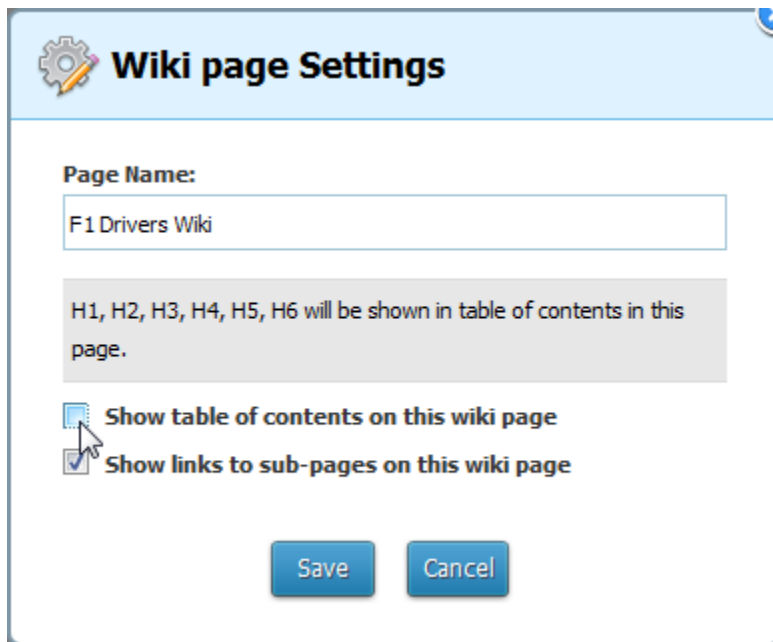 Wiki page Settings
Page Name:
F1 Drivers Wiki
H1, H2, H3, H4, H5, H6 will be shown in table of contents in this
page.
Show table of contents on this wiki page
Show links to sub-pages on this wiki page
Save
Cancel